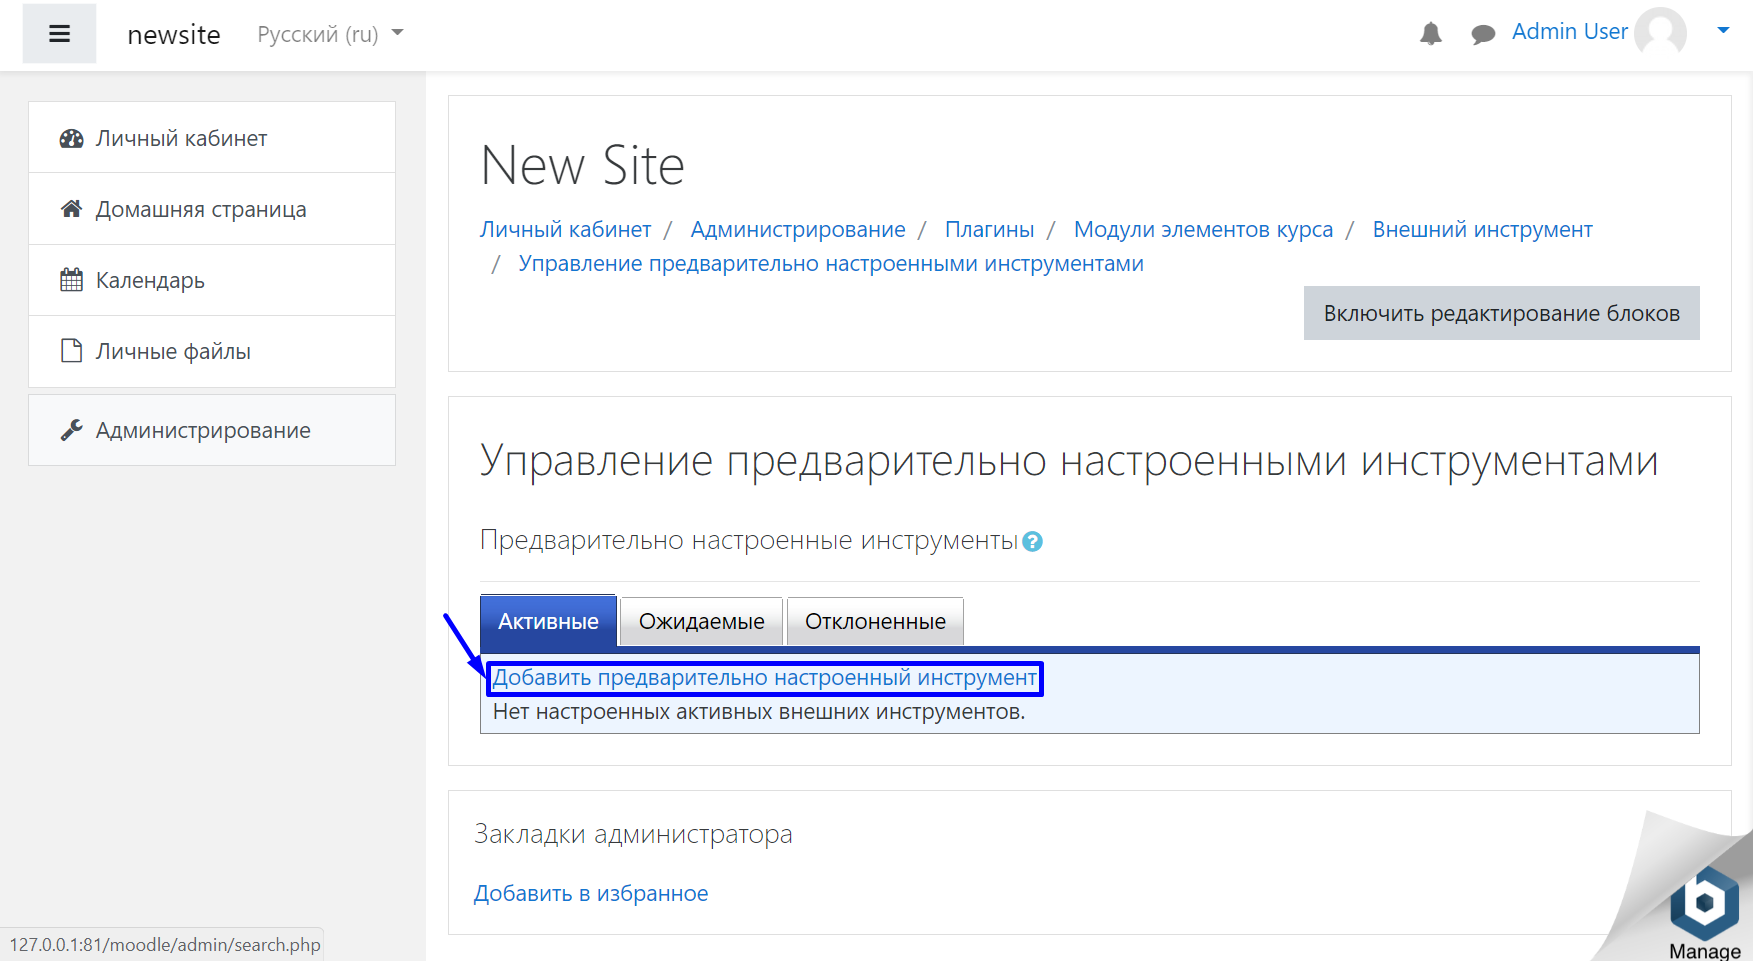 newsite Русский (ru) Admin User
Личный кабинет
Домашняя страница
Календарь
Личные файлы
Администрирование
New Site
Личный кабинет / Администрирование / Плагины / Модули элементов курса / Внешний инструмент
/ Управление предварительно настроенными инструментами
Включить редактирование блоков
Управление предварительно настроенными инструментами
Предварительно настроенные инструменты ?
Активные Ожидаемые Отклоненные
Добавить предварительно настроенный инструмент
Нет настроенных активных внешних инструментов.
Закладки администратора
Добавить в избранное
b
Manage
127.0.0.1:81/moodle/admin/search.php